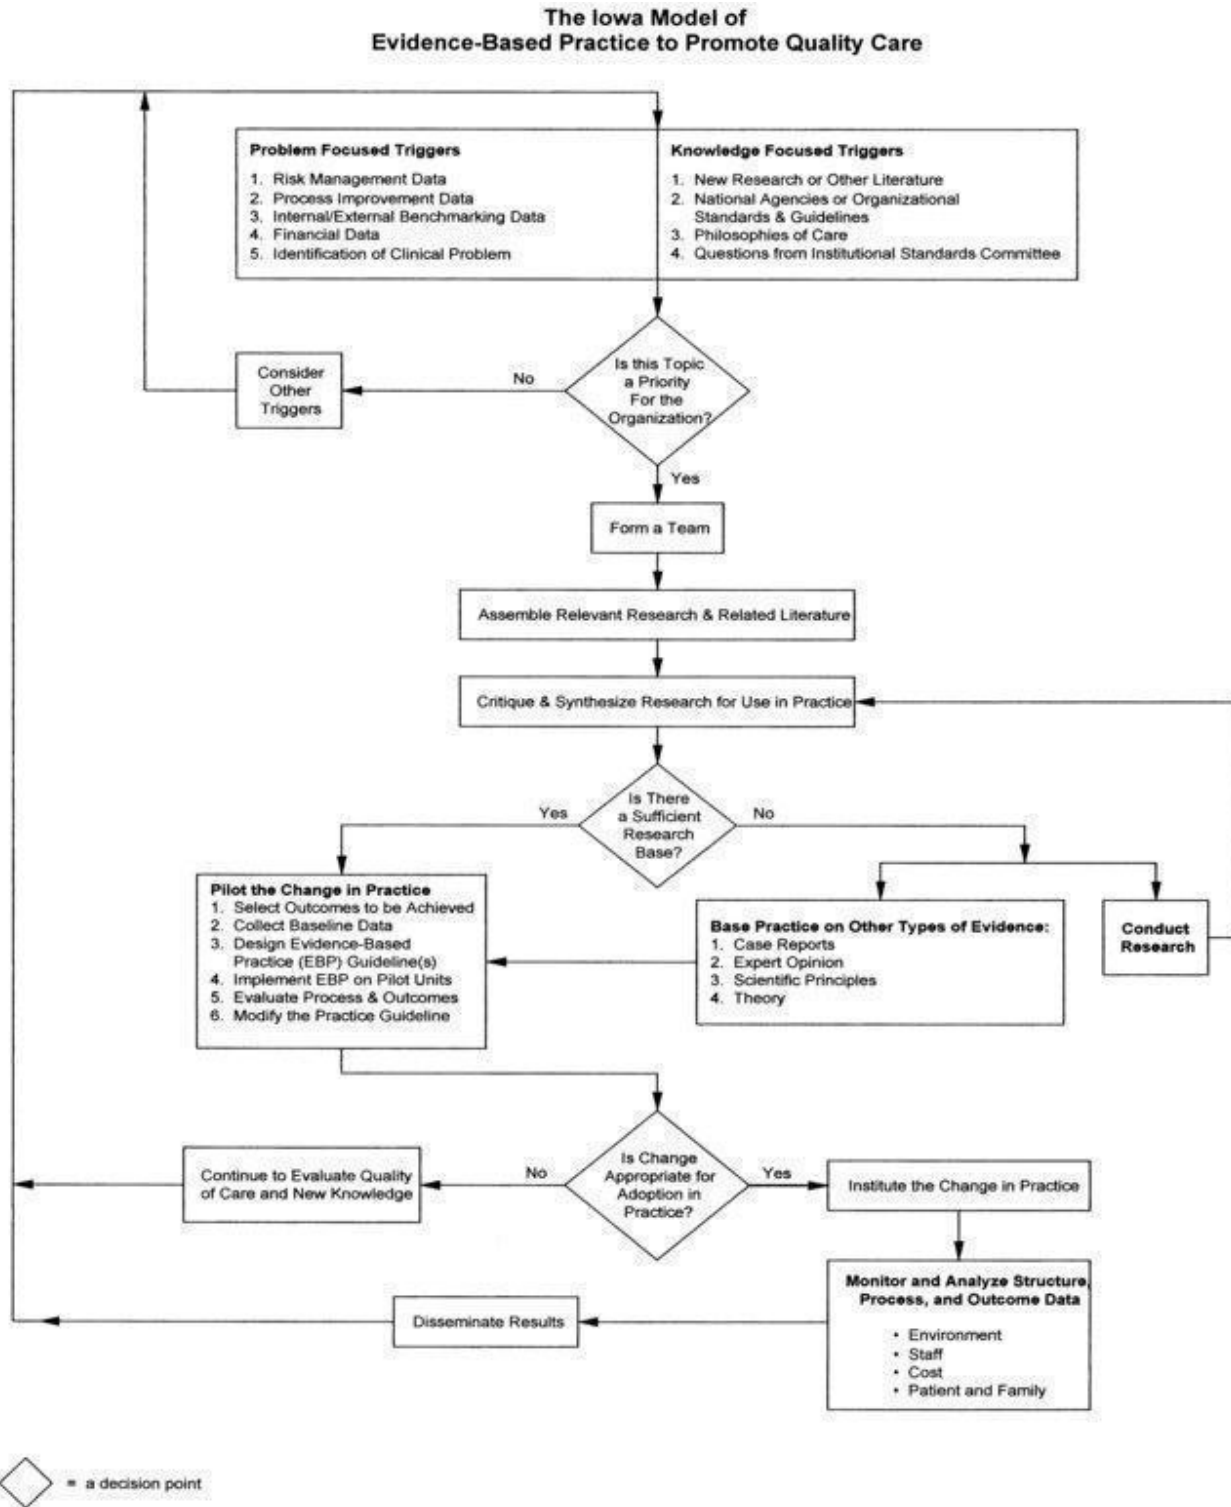 The Iowa Model of
Evidence-Based Practice to Promote Quality Care
Problem Focused Triggers
1. Risk Management Data
2. Process Improvement Data
3. Internal/External Benchmarking Data
4. Financial Data
5. Identification of Clinical Problem
Knowledge Focused Triggers
1. New Research or Other Literature
2. National Agencies or Organizational
Standards & Guidelines
3. Philosophies of Care
4. Questions from Institutional Standards Committee
Is this Topic
a Priority
For the
Organization?
No
Consider
Other
Triggers
Yes
Form a Team
Assemble Relevant Research & Related Literature
Critique & Synthesize Research for Use in Practice
Is There
a Sufficient
Research
Base?
Yes
No
Pilot the Change in Practice
1. Select Outcomes to be Achieved
2. Collect Baseline Data
3. Design Evidence-Based
Practice (EBP) Guideline(s)
4. Implement EBP on Pilot Units
5. Evaluate Process & Outcomes
6. Modify the Practice Guideline
Base Practice on Other Types of Evidence:
1. Case Reports
2. Expert Opinion
3. Scientific Principles
4. Theory
Conduct
Research
Is Change
Appropriate for
Adoption in
Practice?
No
Continue to Evaluate Quality
of Care and New Knowledge
Yes
Institute the Change in Practice
Monitor and Analyze Structure,
Process, and Outcome Data
• Environment
• Staff
• Cost
• Patient and Family
Disseminate Results
= a decision point